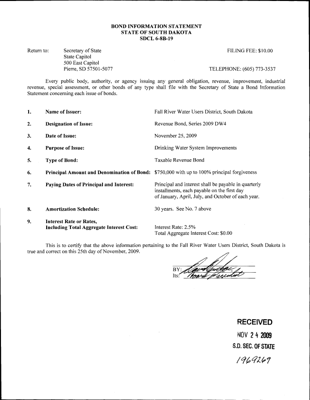 BOND INFORMATION STATEMENT
STATE OF SOUTH DAKOTA
SDCL 6-8B-19
Return to: Secretary of State FILING FEE: $10.00
State Capitol
500 East Capitol
Pierre, SD 57501-5077 TELEPHONE: (605) 773-3537
Every public body, authority, or agency issuing any general obligation, revenue, improvement, industrial
revenue, special assessment, or other bonds of any type shall file with the Secretary of State a Bond Information
Statement concerning each issue of bonds.
1. Name of Issuer: Fall River Water Users District, South Dakota
2. Designation of Issue: Revenue Bond, Series 2009 DW4
3. Date of Issue: November 25, 2009
4. Purpose of Issue: Drinking Water System Improvements
5. Type of Bond: Taxable Revenue Bond
6. Principal Amount and Denomination of Bond: $750,000 with up to 100% principal forgiveness
7. Paying Dates of Principal and Interest: Principal and interest shall be payable in quarterly
installments, each payable on the first day
of January, April, July, and October of each year.
8. Amortization Schedule: 30 years. See No. 7 above
9. Interest Rate or Rates,
Including Total Aggregate Interest Cost: Interest Rate: 2.5%
Total Aggregate Interest Cost: $0.00
This is to certify that the above information pertaining to the Fall River Water Users District, South Dakota is
true and correct on this 25th day of November, 2009.
BY:
Its: Board President
RECEIVED
NOV 24 2009
S.D. SEC. OF STATE
1969269